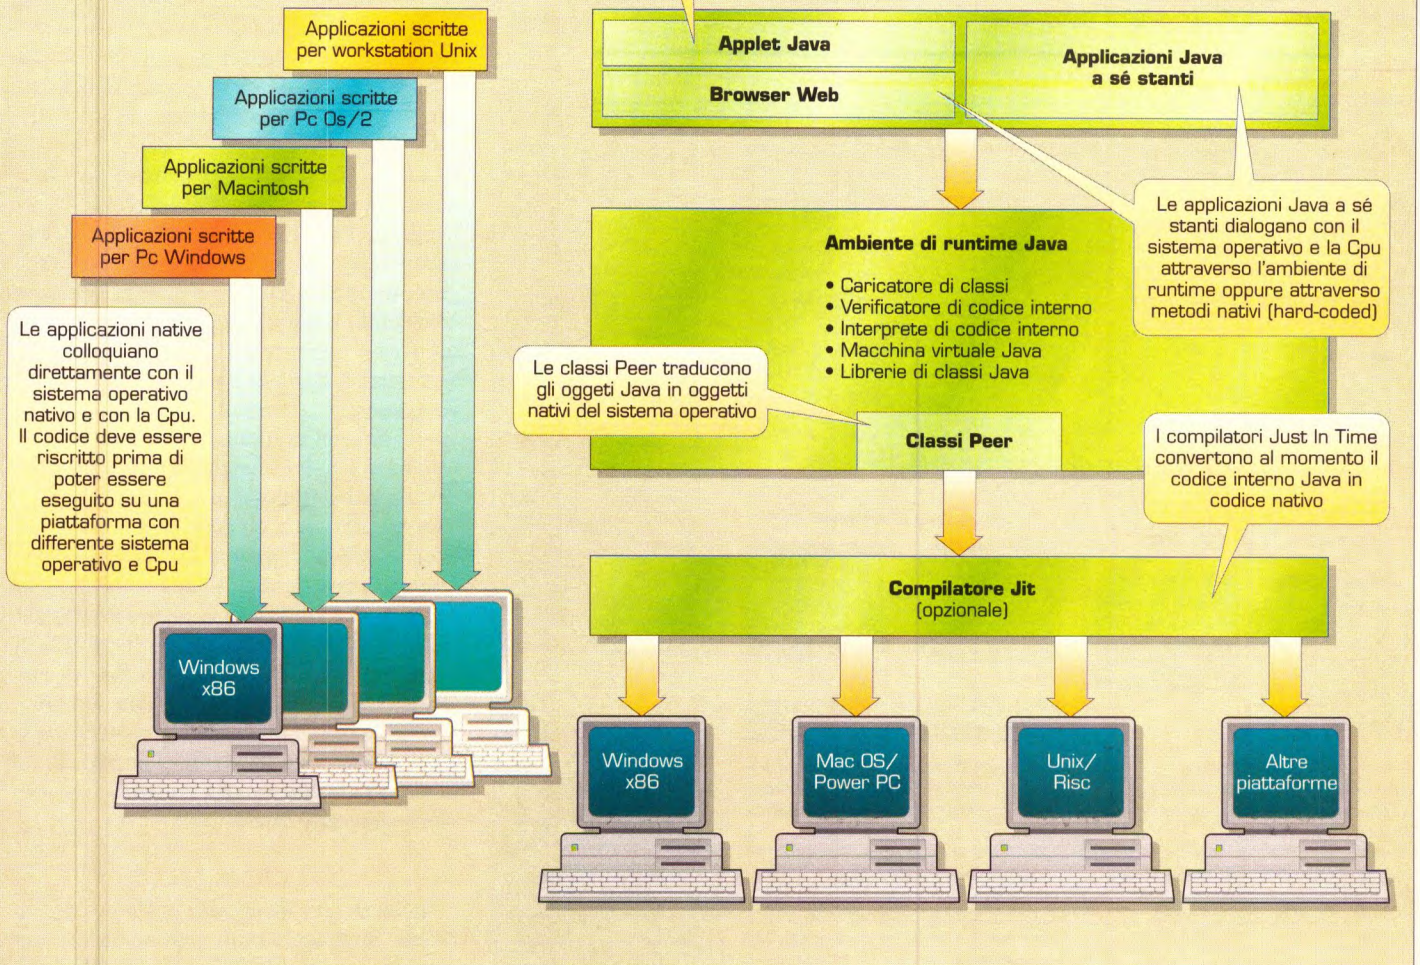 Applicazioni scritte
per workstation Unix
Applicazioni scritte
per Pc Os/2
Applicazioni scritte
per Macintosh
Applicazioni scritte
per Pc Windows
Le applicazioni native
colloquiano
direttamente con il
sistema operativo
nativo e con la Cpu.
Il codice deve essere
riscritto prima di
poter essere
eseguito su una
piattaforma con
differente sistema
operativo e Cpu
Windows
x86
Applet Java
Browser Web
Applicazioni Java
a sé stanti
Le applicazioni Java a sé
stanti dialogano con il
sistema operativo e la Cpu
attraverso l'ambiente di
runtime oppure attraverso
metodi nativi (hard-coded)
Ambiente di runtime Java
• Caricatore di classi
• Verificatore di codice interno
• Interprete di codice interno
• Macchina virtuale Java
• Librerie di classi Java
Le classi Peer traducono
gli oggeti Java in oggetti
nativi del sistema operativo
Classi Peer
I compilatori Just In Time
convertono al momento il
codice interno Java in
codice nativo
Compilatore Jit
(opzionale)
Windows
x86
Mac OS/
Power PC
Unix/
Risc
Altre
piattaforme